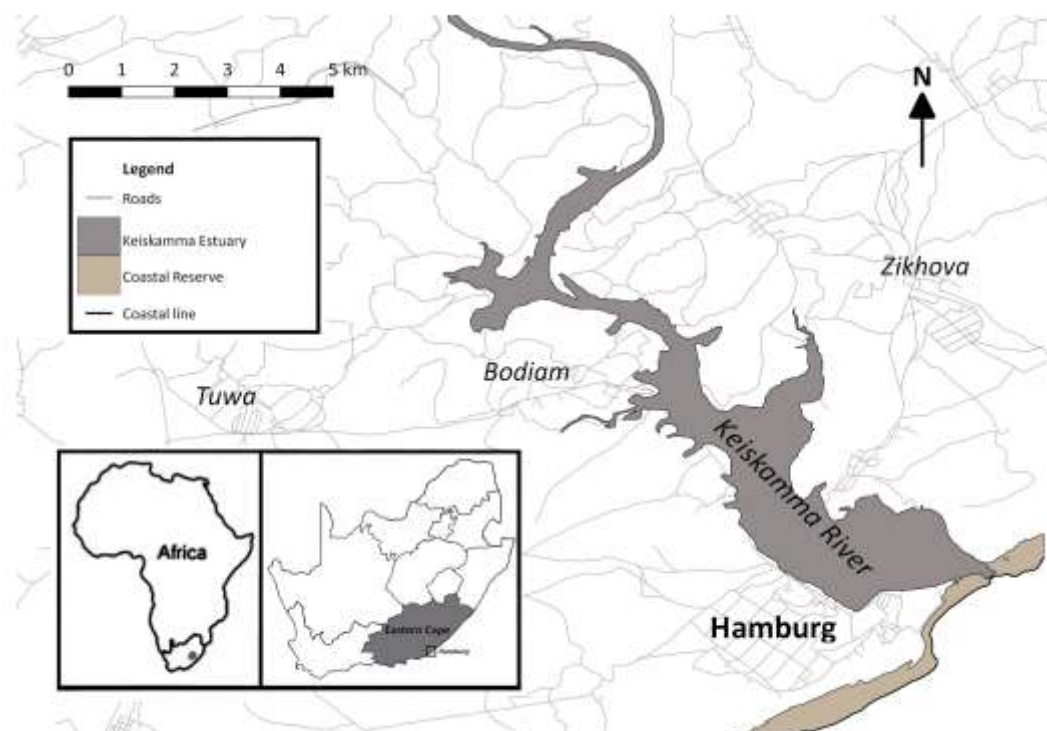 0 1 2 3 4 5 km
N
Legend
Roads
Keiskamma Estuary
Coastal Reserve
Coastal line
Zikhova
Bodiam
Tuwa
Keiskamma River
Hamburg
Africa
Eastern Cape
Hamburg